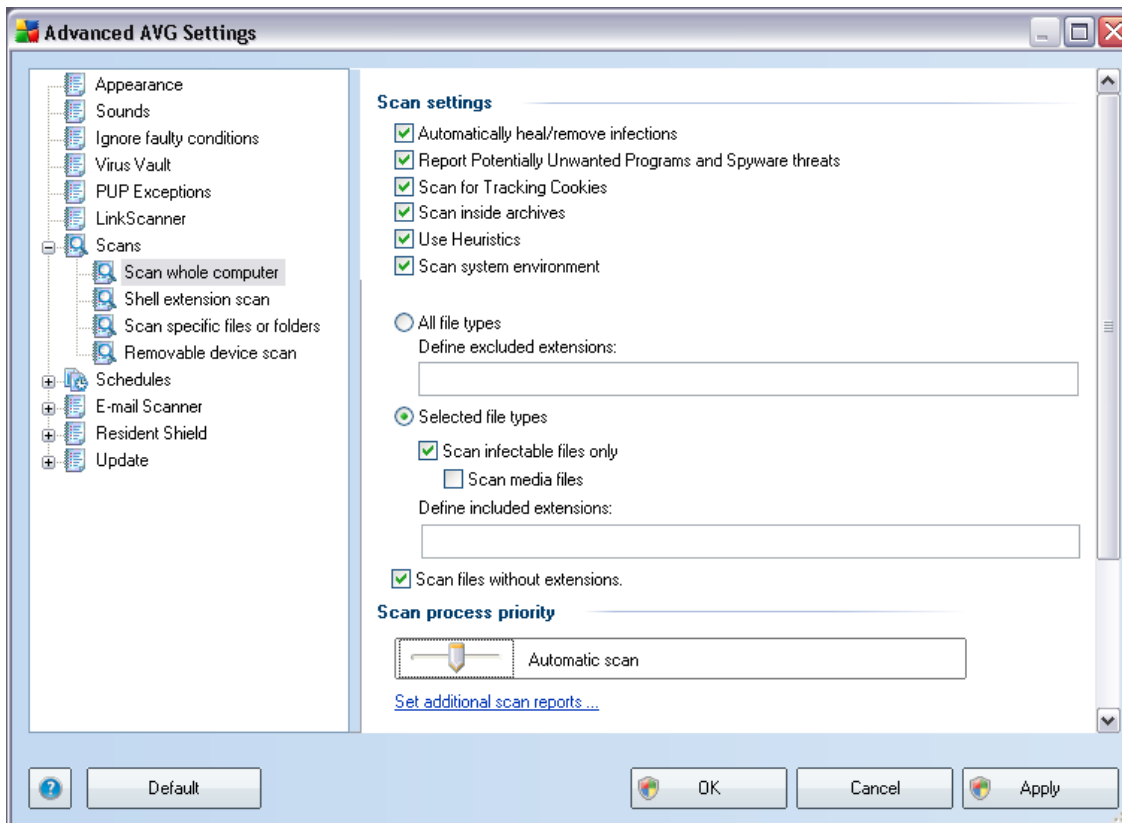 Advanced AVG Settings
Appearance
Sounds
Ignore faulty conditions
Virus Vault
PUP Exceptions
LinkScanner
Scans
Scan whole computer
Shell extension scan
Scan specific files or folders
Removable device scan
Schedules
E-mail Scanner
Resident Shield
Update
Scan settings
Automatically heal/remove infections
Report Potentially Unwanted Programs and Spyware threats
Scan for Tracking Cookies
Scan inside archives
Use Heuristics
Scan system environment
All file types
Define excluded extensions:
Selected file types
Scan infectable files only
Scan media files
Define included extensions:
Scan files without extensions.
Scan process priority
Automatic scan
Set additional scan reports ...
Default
OK
Cancel
Apply